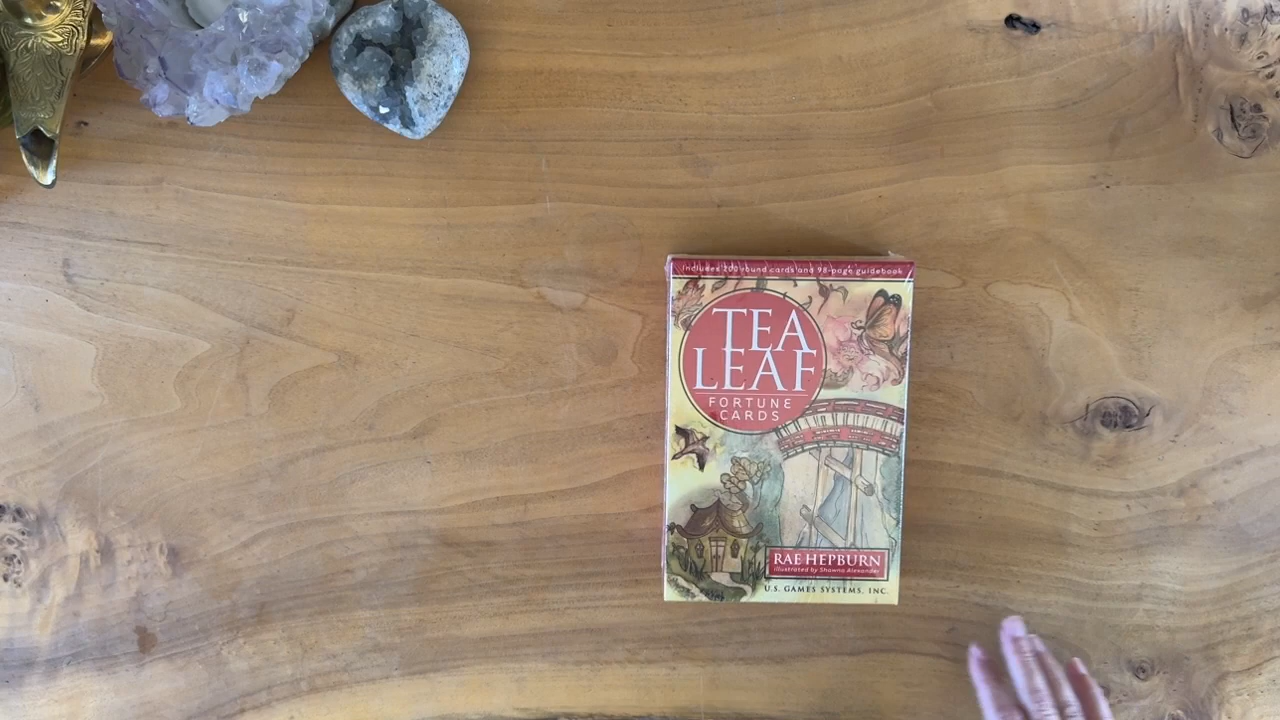 Includes 200 round cards and 98-page guidebook
TEA
LEAF
FORTUNE
CARDS
RAE HEPBURN
illustrated by Shawna Alexander
U.S. GAMES SYSTEMS, INC.